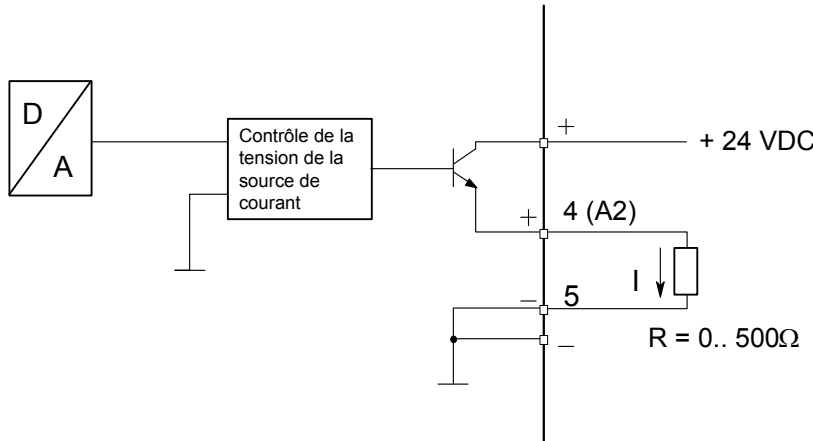 D
A
Contrôle de la
tension de la
source de
courant
+
+ 24 VDC
+
4 (A2)
I
–
5
–
R = 0.. 500Ω